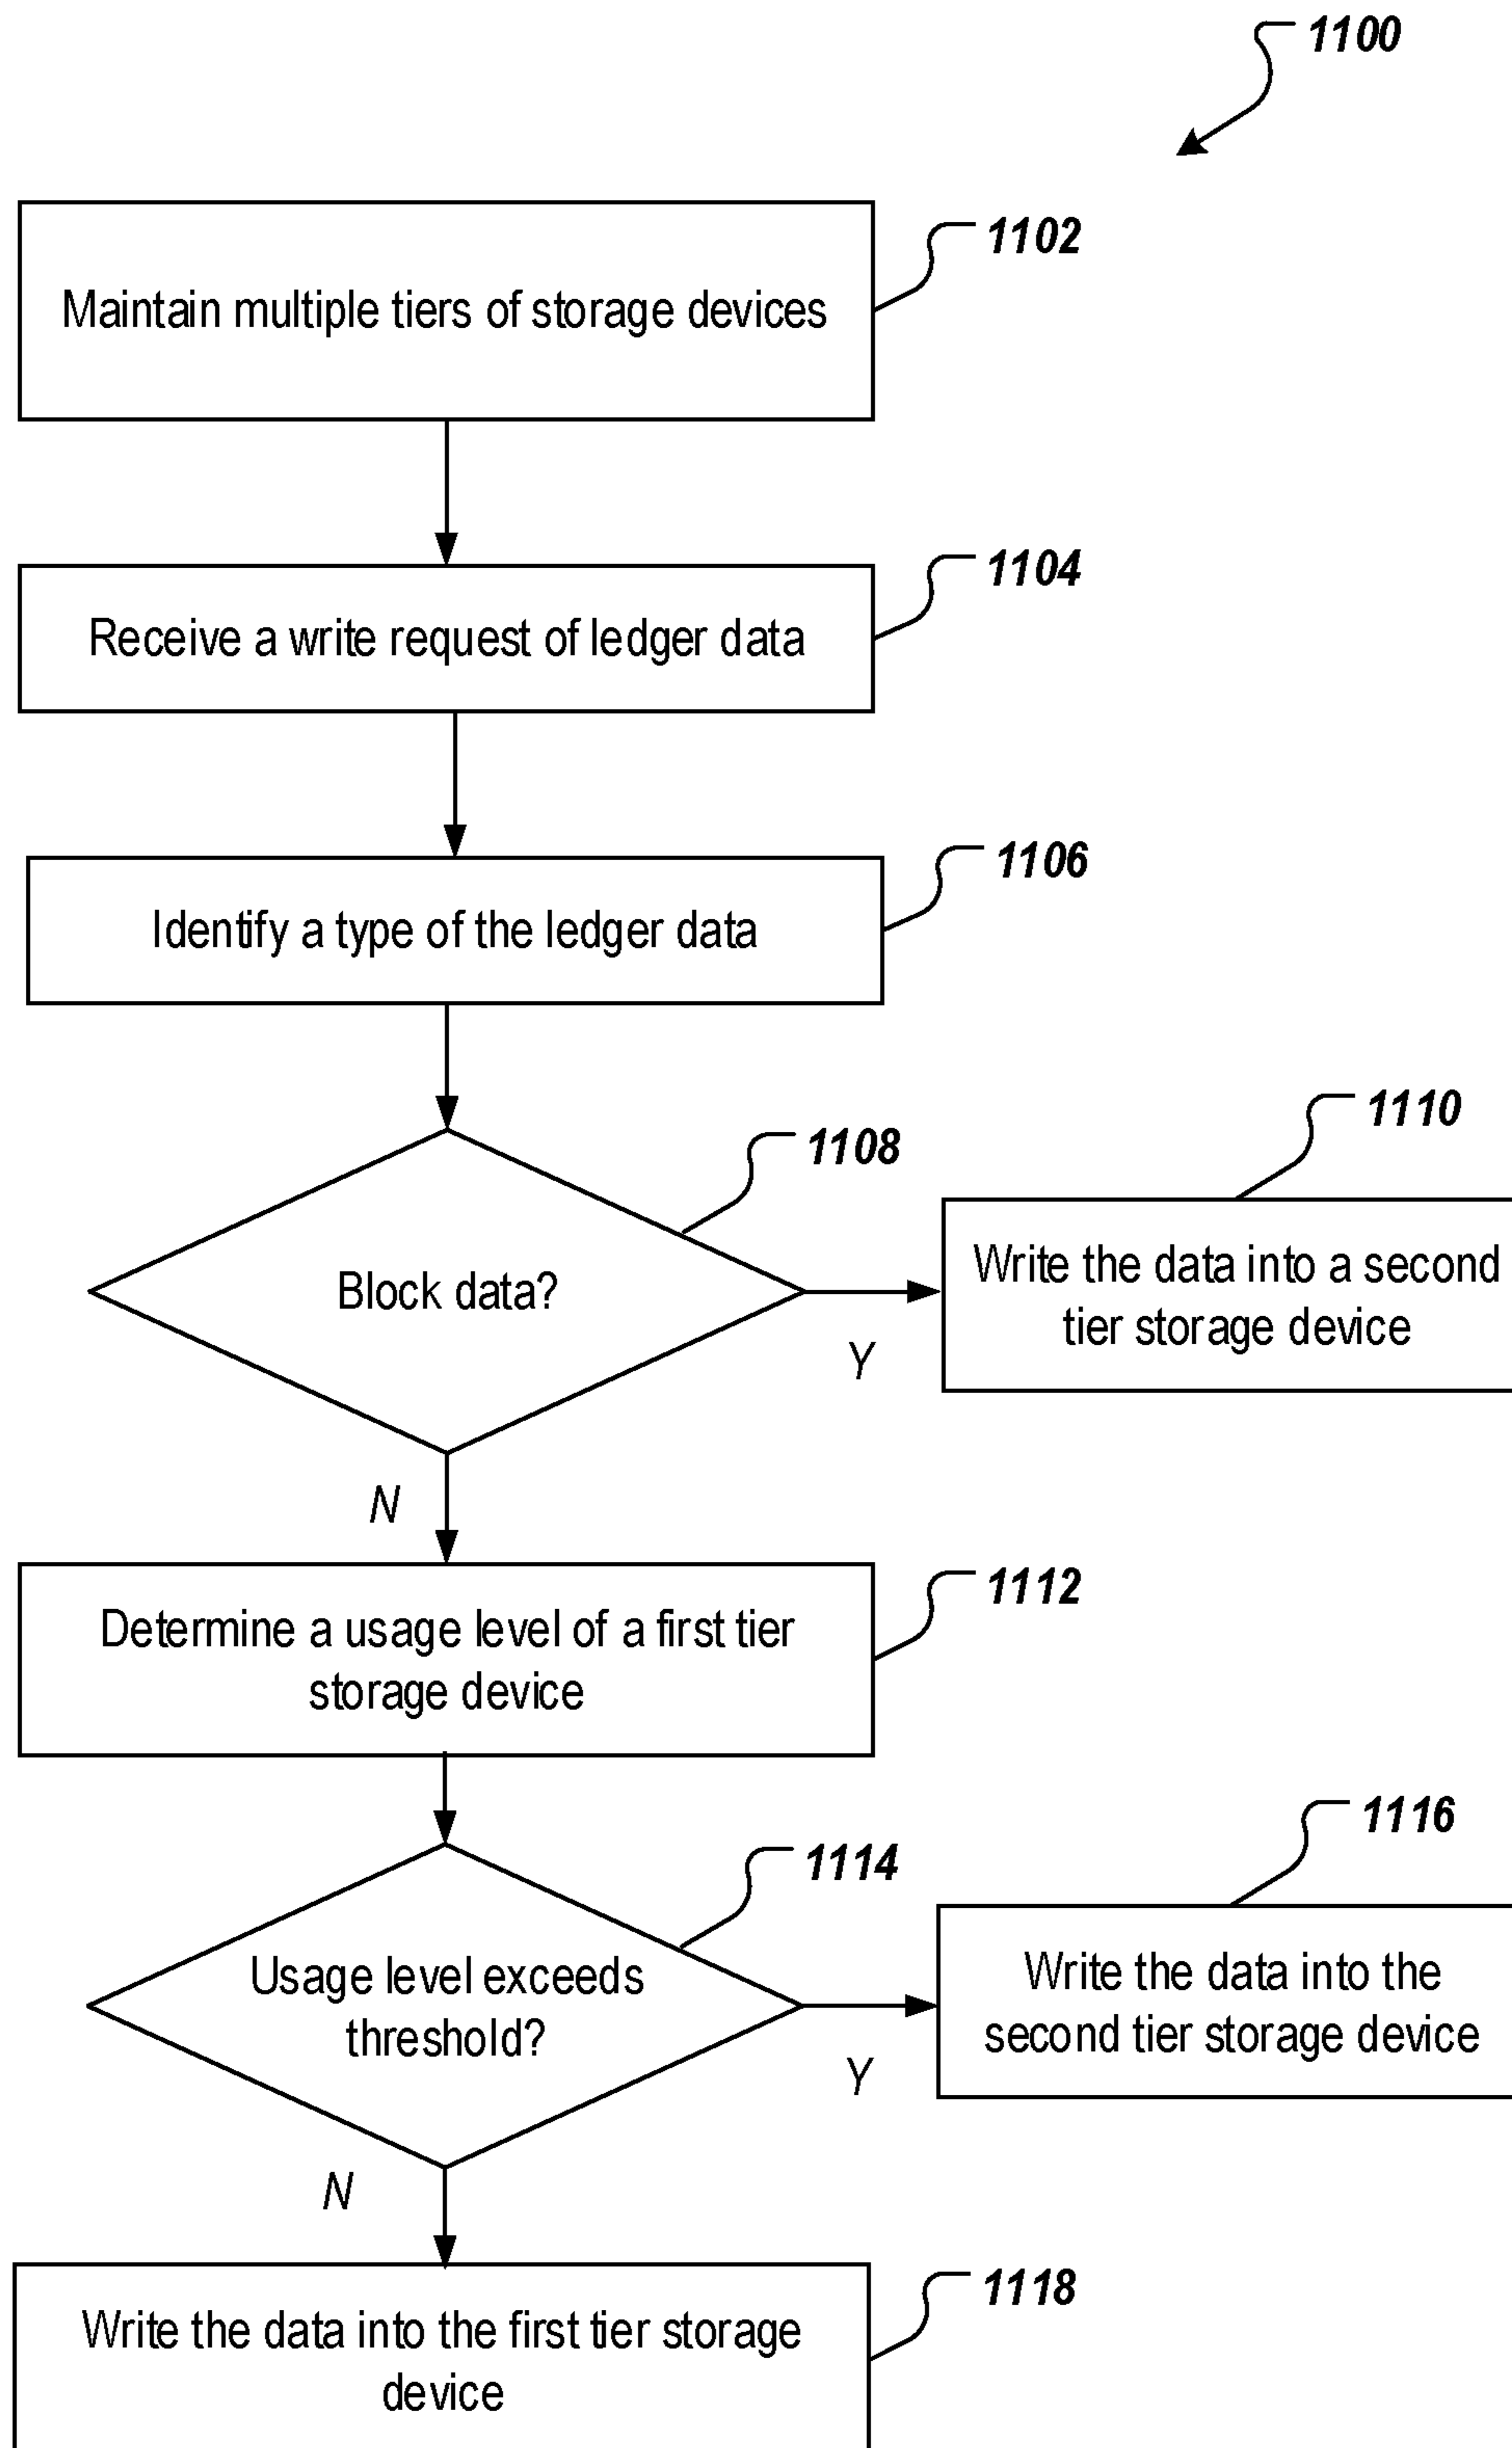 1100
Maintain multiple tiers of storage devices
1102
Receive a write request of ledger data
1104
Identify a type of the ledger data
1106
Block data?
1108
Y
Write the data into a second
tier storage device
1110
N
Determine a usage level of a first tier
storage device
1112
Usage level exceeds
threshold?
1114
Y
Write the data into the
second tier storage device
1116
N
Write the data into the first tier storage
device
1118